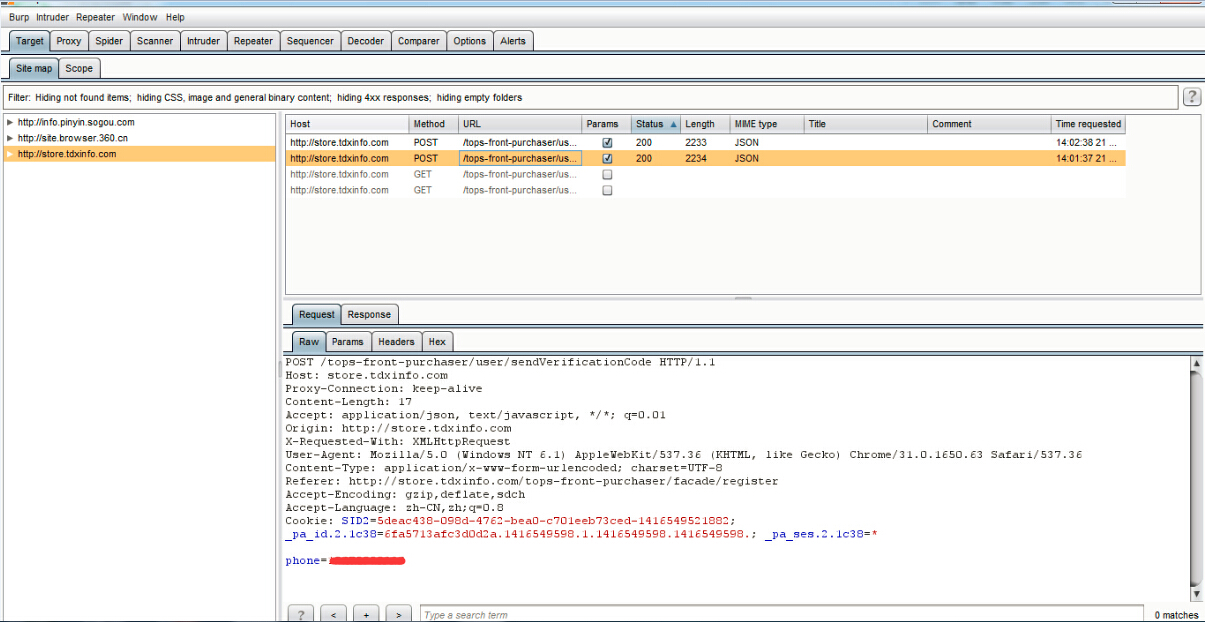 Burp Intruder Repeater Window Help
Target Proxy Spider Scanner Intruder Repeater Sequencer Decoder Comparer Options Alerts
Site map Scope
Filter: Hiding not found items; hiding CSS, image and general binary content; hiding 4xx responses; hiding empty folders ?
http://info.pinyin.sogou.com
http://site.browser.360.cn
http://store.tdxinfo.com
Host Method URL Params Status Length MIME type Title Comment Time requested
http://store.tdxinfo.com POST /tops-front-purchaser/us... 200 2233 JSON 14:02:38 21 ...
http://store.tdxinfo.com POST /tops-front-purchaser/us... 200 2234 JSON 14:01:37 21 ...
http://store.tdxinfo.com GET /tops-front-purchaser/us...
http://store.tdxinfo.com GET /tops-front-purchaser/us...
Request Response
Raw Params Headers Hex
POST /tops-front-purchaser/user/sendVerificationCode HTTP/1.1
Host: store.tdxinfo.com
Proxy-Connection: keep-alive
Content-Length: 17
Accept: application/json, text/javascript, */*; q=0.01
Origin: http://store.tdxinfo.com
X-Requested-With: XMLHttpRequest
User-Agent: Mozilla/5.0 (Windows NT 6.1) AppleWebKit/537.36 (KHTML, like Gecko) Chrome/31.0.1650.63 Safari/537.36
Content-Type: application/x-www-form-urlencoded; charset=UTF-8
Referer: http://store.tdxinfo.com/tops-front-purchaser/facade/register
Accept-Encoding: gzip,deflate,sdch
Accept-Language: zh-CN,zh;q=0.8
Cookie: SID2=5deac438-098d-4762-bea0-c701eeb73ced-1416549521882;
_pa_id.2.1c38=6fa5713afc3d0d2a.1416549598.1.1416549598.1416549598.; _pa_ses.2.1c38=*
phone=
? < + > Type a search term 0 matches